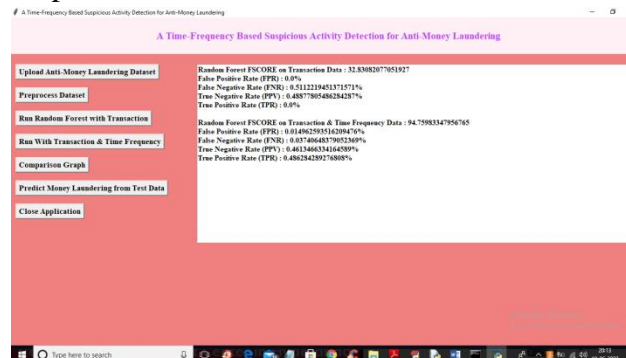 A Time-Frequency Based Suspicious Activity Detection for Anti-Money Laundering
A Time-Frequency Based Suspicious Activity Detection for Anti-Money Laundering
Upload Anti-Money Laundering Dataset
Preprocess Dataset
Run Random Forest with Transaction
Run With Transaction & Time Frequency
Comparison Graph
Predict Money Laundering from Test Data
Close Application
Random Forest FSCORE on Transaction Data : 32.83082077051927
False Positive Rate (FPR) : 0.0%
False Negative Rate (FNR) : 0.5112219451371571%
True Negative Rate (PPV) : 0.48877805486284287%
True Positive Rate (TPR) : 0.0%
Random Forest FSCORE on Transaction & Time Frequency Data : 94.75983347956765
False Positive Rate (FPR) : 0.014962593516209476%
False Negative Rate (FNR) : 0.03740648379052369%
True Negative Rate (PPV) : 0.4613466334164589%
True Positive Rate (TPR) : 0.486284289276808%
Type here to search
20:13